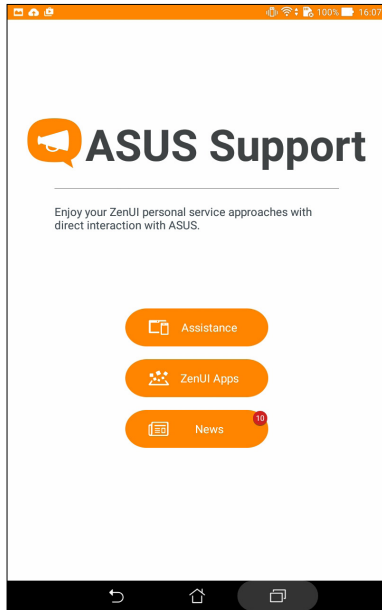 100% 16:07
ASUS Support
Enjoy your ZenUI personal service approaches with
direct interaction with ASUS.
Assistance
ZenUI Apps
10
News